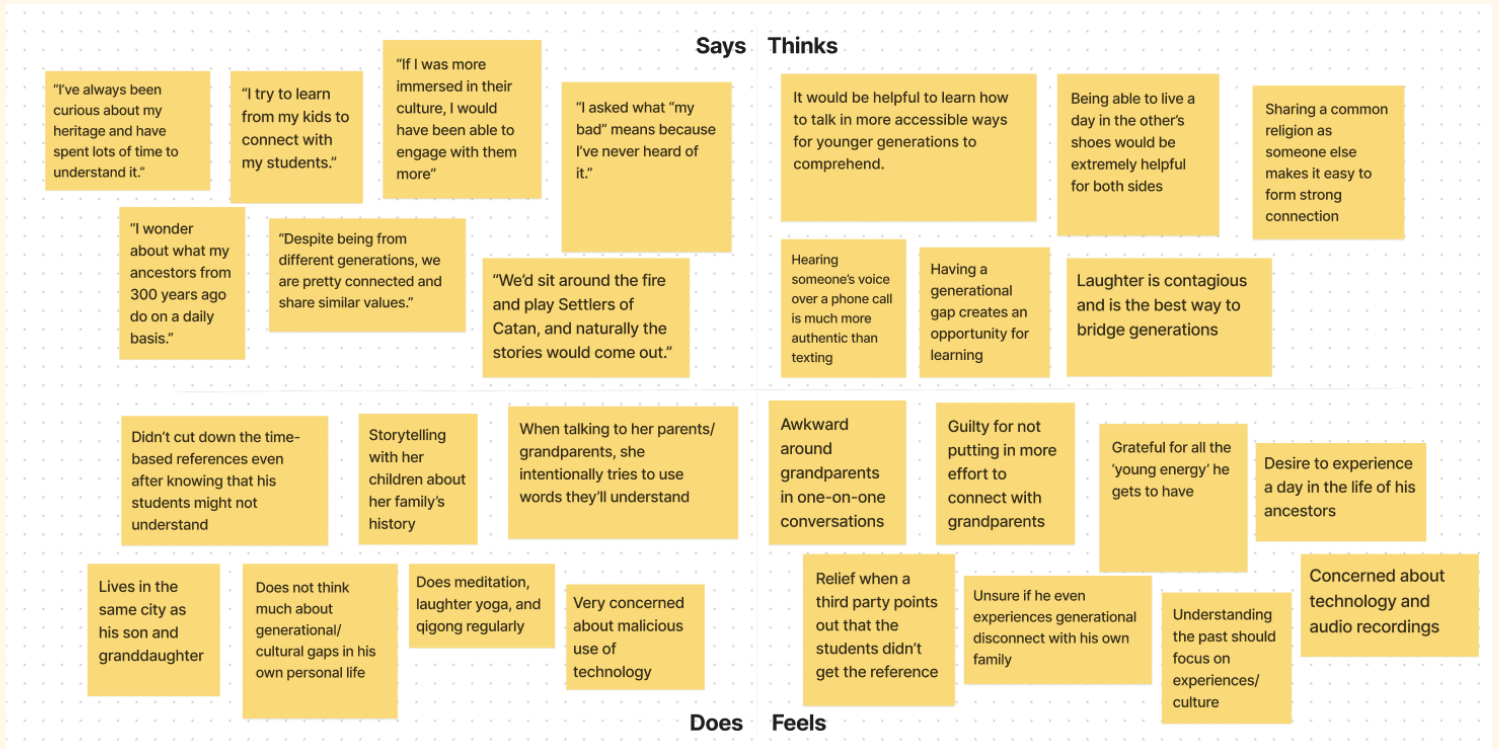 Says
Thinks
“I’ve always been
curious about my
heritage and have
spent lots of time to
understand it.”
“I try to learn
from my kids to
connect with
my students.”
“If I was more
immersed in their
culture, I would
have been able to
engage with them
more”
“I asked what “my
bad” means because
I’ve never heard of
it.”
“I wonder
about what my
ancestors from
300 years ago
do on a daily
basis.”
“Despite being from
different generations, we
are pretty connected and
share similar values.”
“We’d sit around the fire
and play Settlers of
Catan, and naturally the
stories would come out.”
It would be helpful to learn how
to talk in more accessible ways
for younger generations to
comprehend.
Being able to live a
day in the other’s
shoes would be
extremely helpful
for both sides
Sharing a common
religion as
someone else
makes it easy to
form strong
connection
Hearing
someone’s voice
over a phone call
is much more
authentic than
texting
Having a
generational
gap creates an
opportunity for
learning
Laughter is contagious
and is the best way to
bridge generations
Didn’t cut down the time-
based references even
after knowing that his
students might not
understand
Storytelling
with her
children about
her family’s
history
When talking to her parents/
grandparents, she
intentionally tries to use
words they’ll understand
Lives in the
same city as
his son and
granddaughter
Does not think
much about
generational/
cultural gaps in his
own personal life
Does meditation,
laughter yoga, and
qigong regularly
Very concerned
about malicious
use of
technology
Awkward
around
grandparents
in one-on-one
conversations
Guilty for not
putting in more
effort to
connect with
grandparents
Grateful for all the
‘young energy’ he
gets to have
Desire to experience
a day in the life of his
ancestors
Relief when a
third party points
out that the
students didn’t
get the reference
Unsure if he even
experiences generational
disconnect with his own
family
Understanding
the past should
focus on
experiences/
culture
Concerned about
technology and
audio recordings
Does
Feels